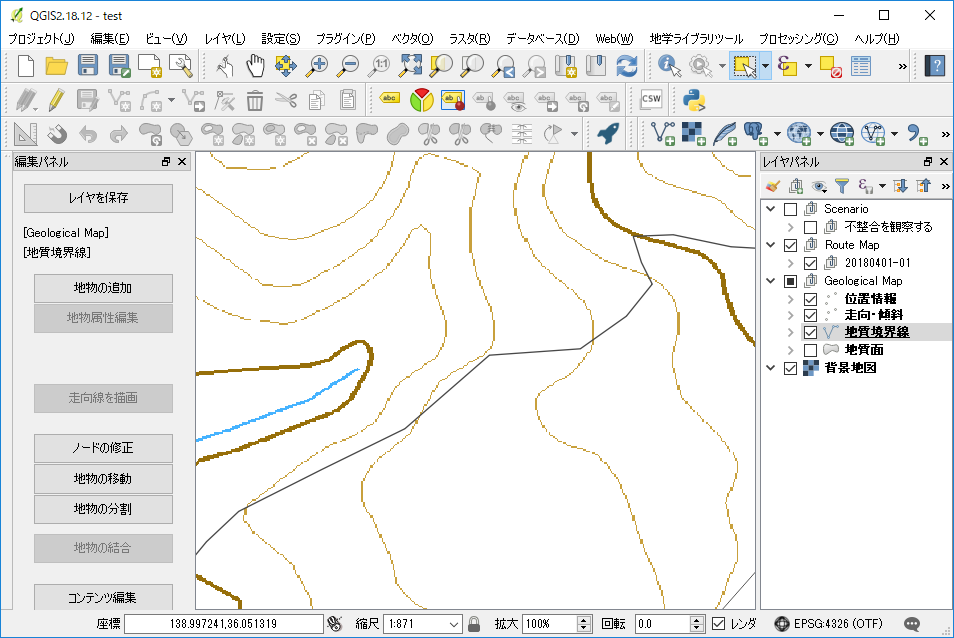 QGIS2.18.12 - test
プロジェクト(J) 編集(E) ビュー(V) レイヤ(L) 設定(S) プラグイン(P) ベクタ(O) ラスタ(R) データベース(D) Web(W) 地学ライブラリツール プロセッシング(C) ヘルプ(H)
1:1
ε
»
?
abc
ab
ab
abc
abc
abc
abc
CSW
»
編集パネル
レイヤを保存
[Geological Map]
[地質境界線]
地物の追加
地物属性編集
走向線を描画
ノードの修正
地物の移動
地物の分割
地物の結合
コンテンツ編集
レイヤパネル
ε
»
Scenario
不整合を観察する
Route Map
20180401-01
Geological Map
位置情報
走向・傾斜
地質境界線
地質面
背景地図
座標 138.997241,36.051319 縮尺 1:871 拡大 100% 回転 0.0 レンダ EPSG:4326 (OTF)